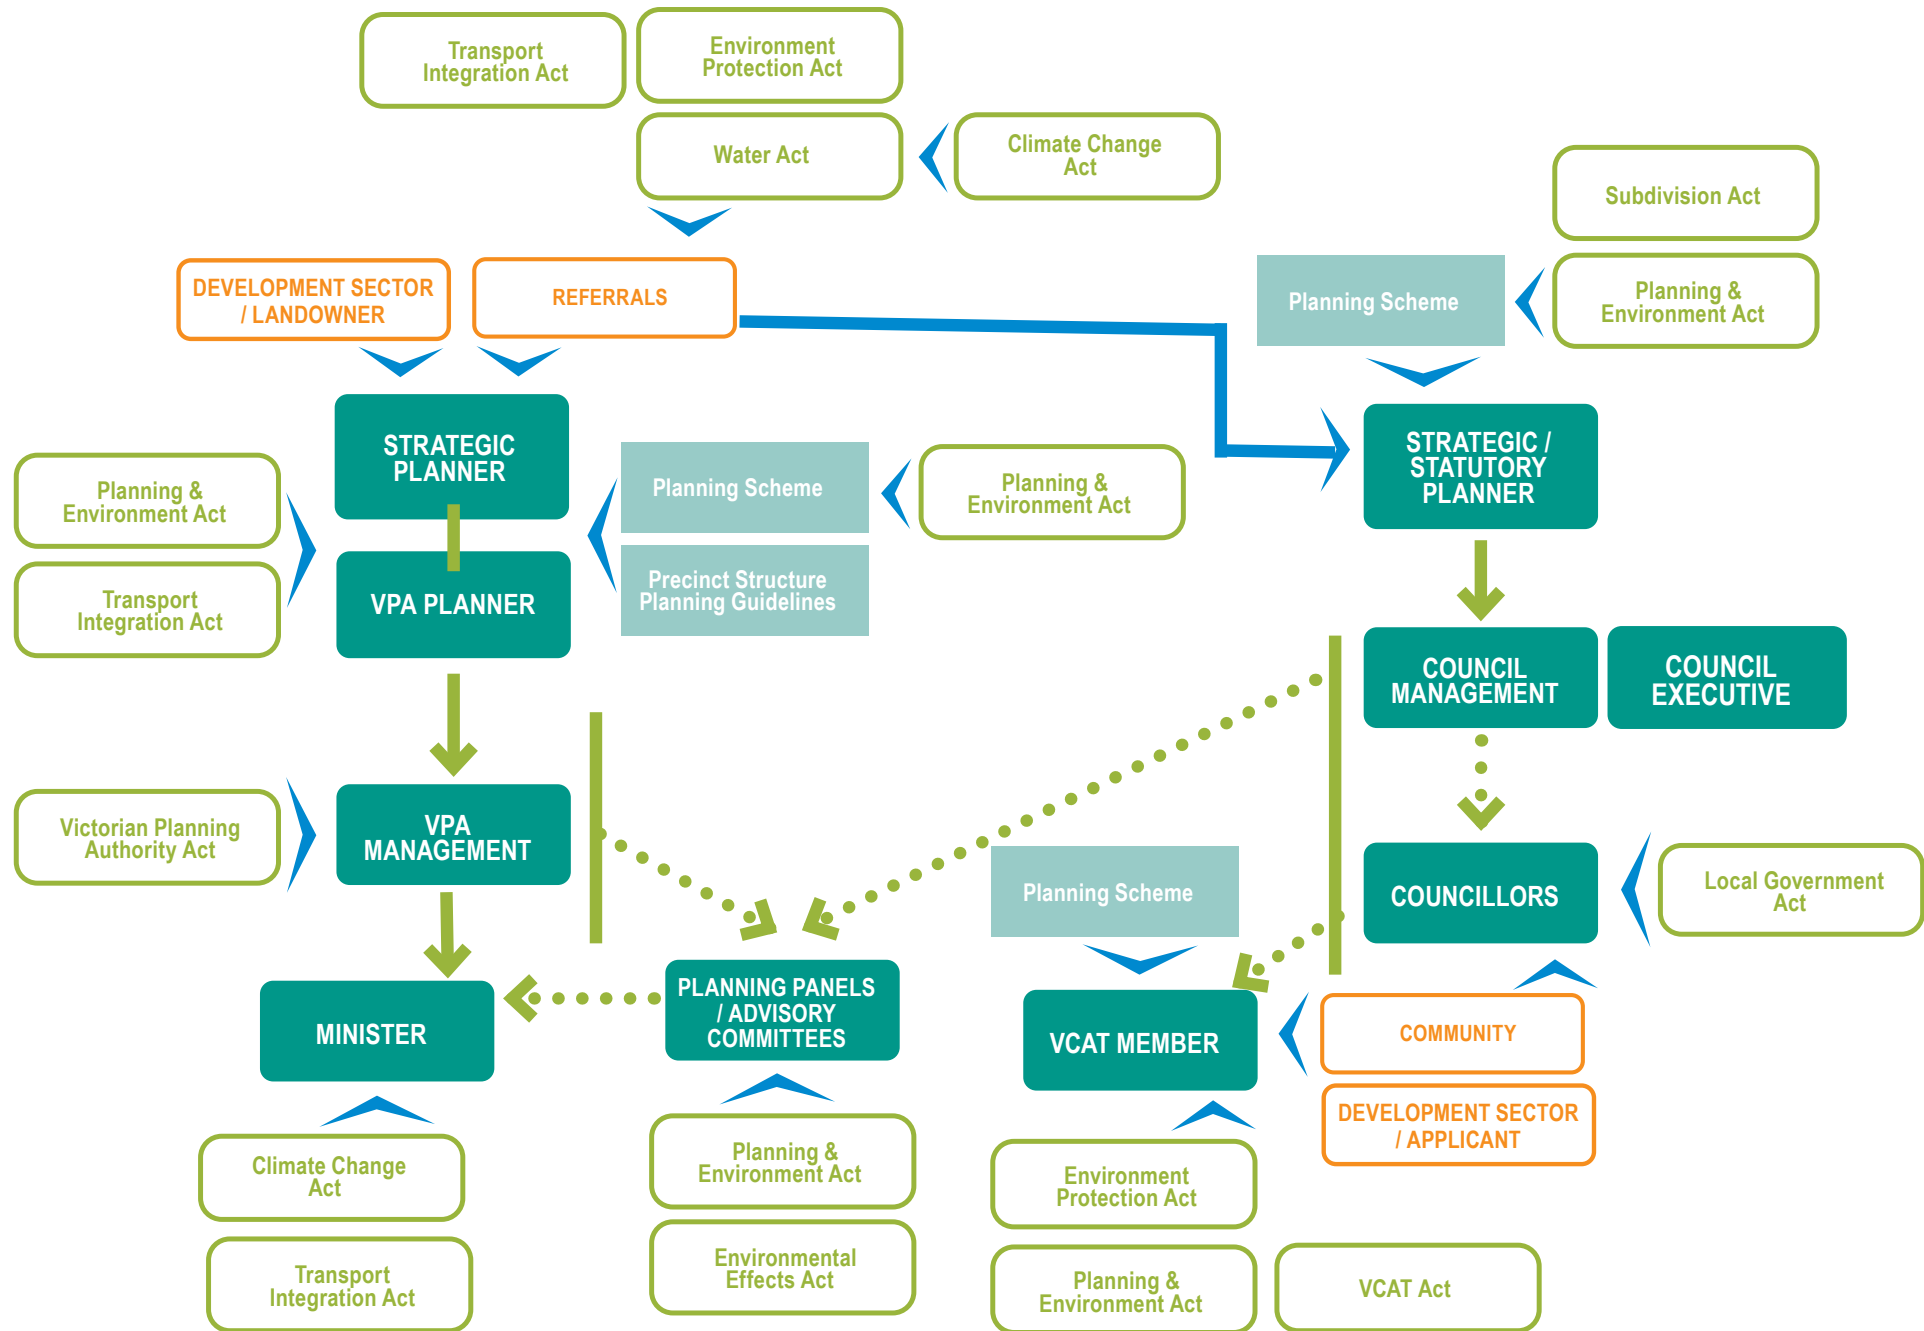 Transport
Integration Act
Environment
Protection Act
Water Act
Climate Change
Act
Subdivision Act
Planning &
Environment Act
Planning Scheme
DEVELOPMENT SECTOR
/ LANDOWNER
REFERRALS
STRATEGIC
PLANNER
STRATEGIC /
STATUTORY
PLANNER
Planning &
Environment Act
Transport
Integration Act
VPA PLANNER
Planning Scheme
Precinct Structure
Planning Guidelines
Planning &
Environment Act
COUNCIL
MANAGEMENT
COUNCIL
EXECUTIVE
Victorian Planning
Authority Act
VPA
MANAGEMENT
Planning Scheme
COUNCILLORS
Local Government
Act
MINISTER
PLANNING PANELS
/ ADVISORY
COMMITTEES
VCAT MEMBER
COMMUNITY
DEVELOPMENT SECTOR
/ APPLICANT
Climate Change
Act
Transport
Integration Act
Planning &
Environment Act
Environmental
Effects Act
Environment
Protection Act
Planning &
Environment Act
VCAT Act